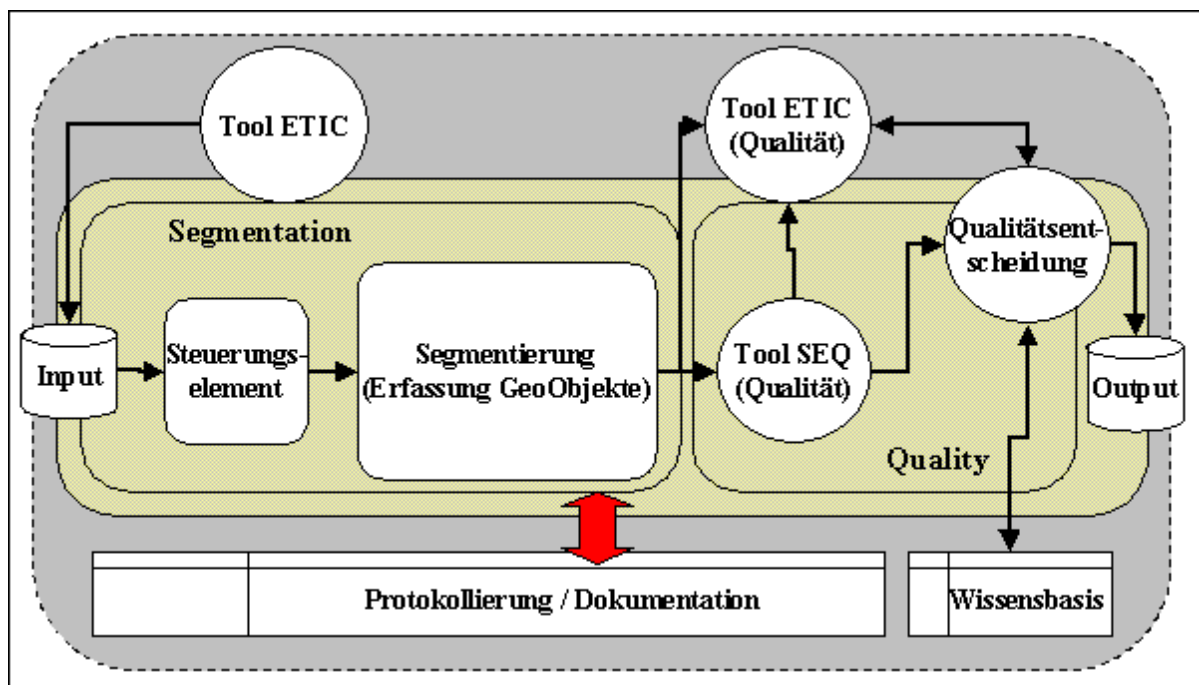 Tool ETIC
Tool ETIC
(Qualität)
Segmentation
Qualitätsent-
scheidung
Input
Steuerungs-
element
Segmentierung
(Erfassung GeoObjekte)
Tool SEQ
(Qualität)
Output
Quality
Protokollierung / Dokumentation
Wissensbasis